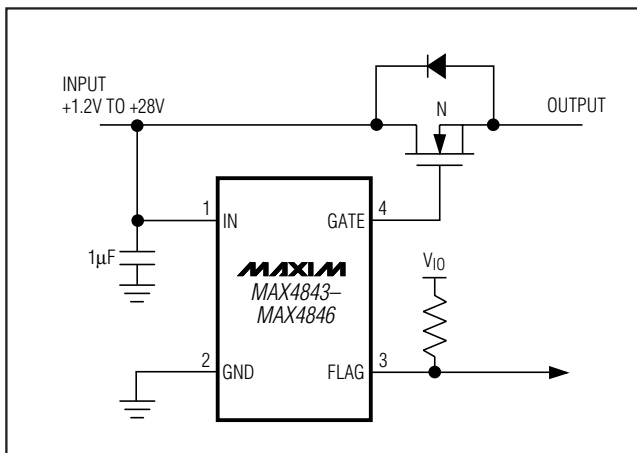 INPUT
+1.2V TO +28V
N
OUTPUT
1
IN
GATE
4
1µF
MAXIM
MAX4843–
MAX4846
VIO
2
GND
FLAG
3